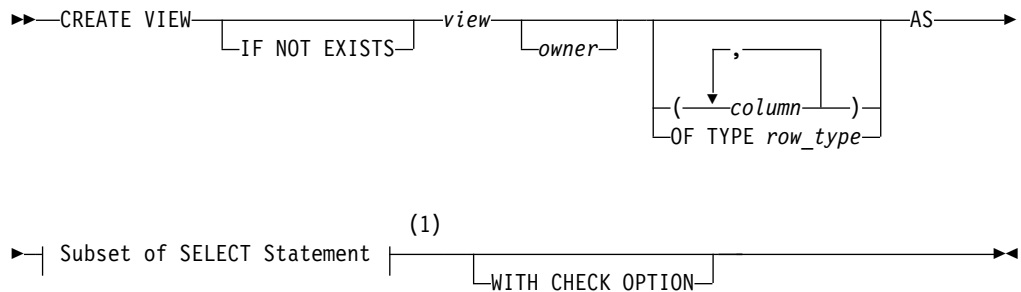 CREATE VIEW view AS
IF NOT EXISTS owner
,
( column )
OF TYPE row_type
(1)
Subset of SELECT Statement
WITH CHECK OPTION